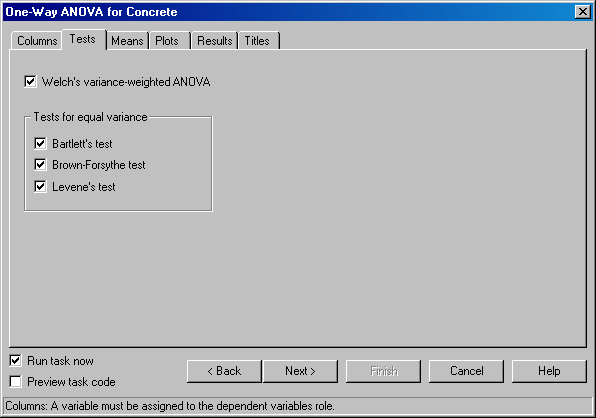 One-Way ANOVA for Concrete
Columns Tests Means Plots Results Titles
Welch's variance-weighted ANOVA
Tests for equal variance
Bartlett's test
Brown-Forsythe test
Levene's test
Run task now
Preview task code
< Back Next > Finish Cancel Help
Columns: A variable must be assigned to the dependent variables role.